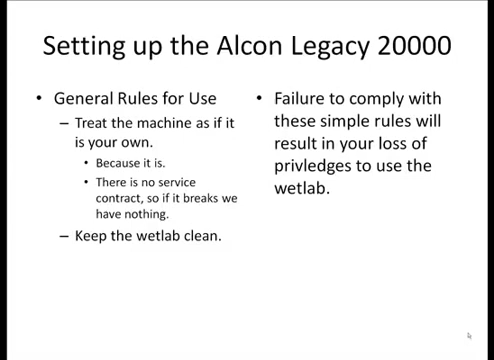 Setting up the Alcon Legacy 20000
• General Rules for Use
– Treat the machine as if it
is your own.
• Because it is.
• There is no service
contract, so if it breaks we
have nothing.
– Keep the wetlab clean.
• Failure to comply with
these simple rules will
result in your loss of
privledges to use the
wetlab.